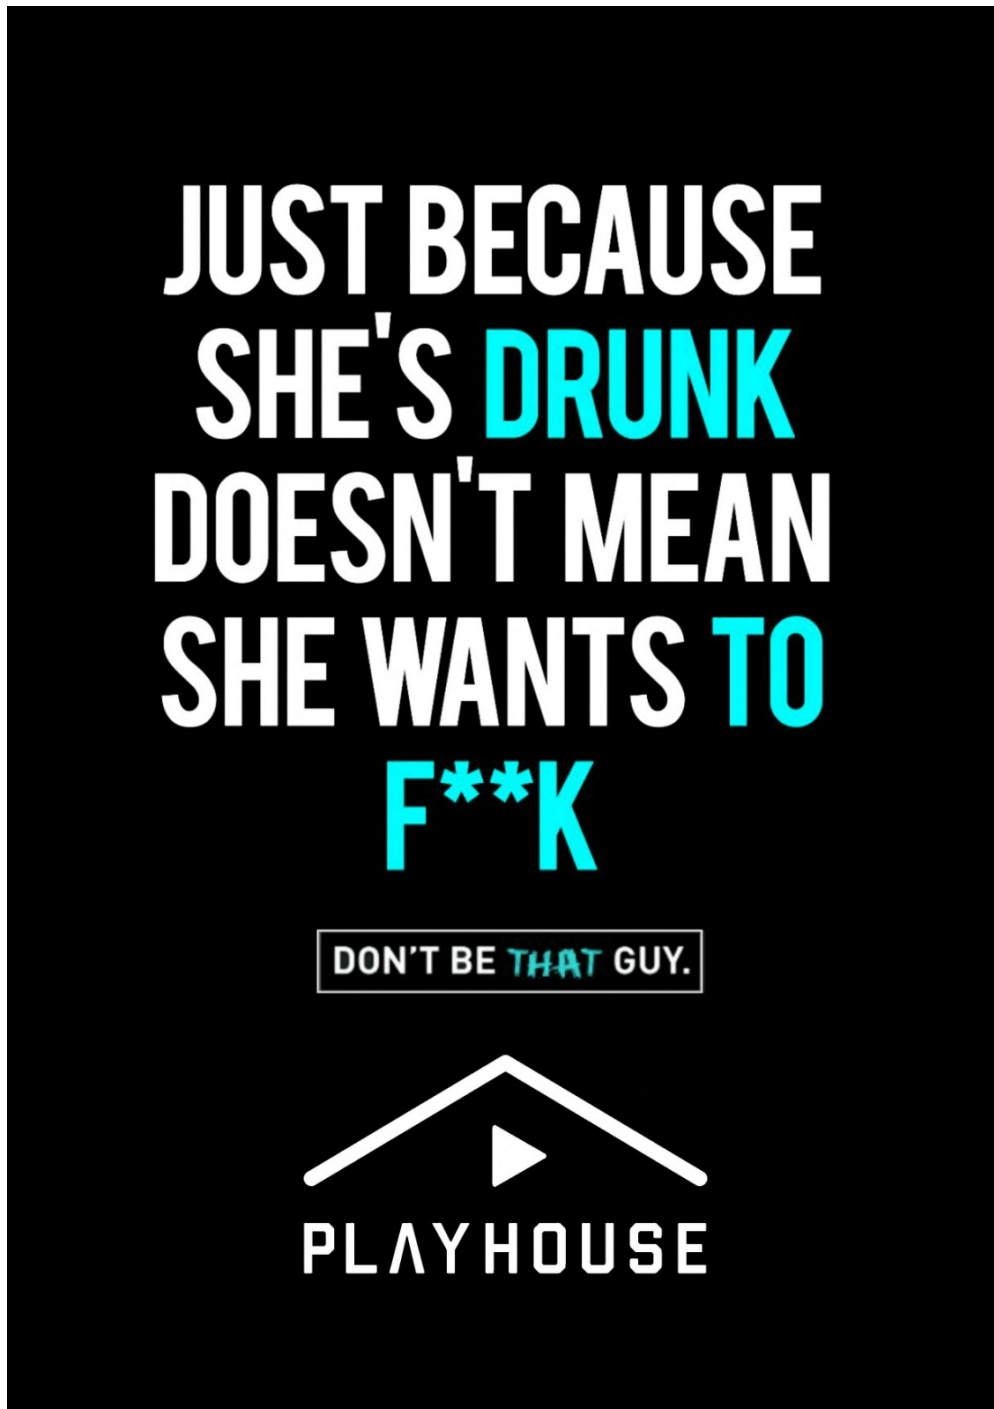 JUST BECAUSE
SHE'S DRUNK
DOESN'T MEAN
SHE WANTS TO
F**K
DON'T BE THAT GUY.
PLAYHOUSE